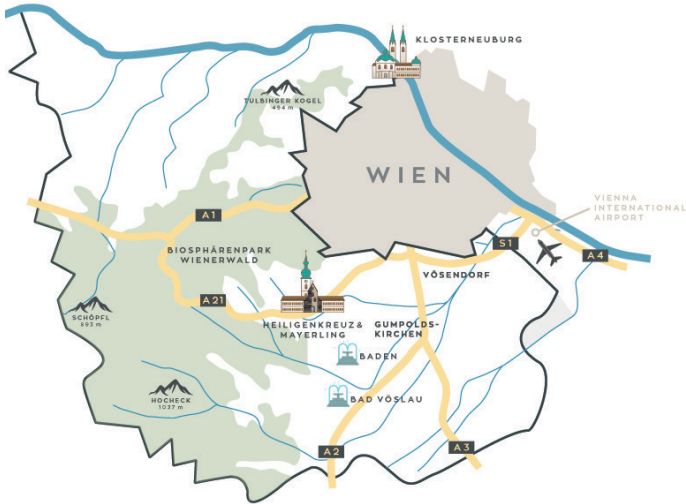 KLOSTERNEUBURG
TULBINGER KOGEL
494 m
WIEN
VIENNA
INTERNATIONAL
AIRPORT
A1
BIOSPHÄRENPARK
WIENERWALD
S1
A4
VÖSENDORF
A21
SCHÖPFL
893 m
HEILIGENKREUZ &
MAYERLING
GUMPOLDS-
KIRCHEN
BADEN
HOCHECK
1037 m
BAD VÖSLAU
A2
A3